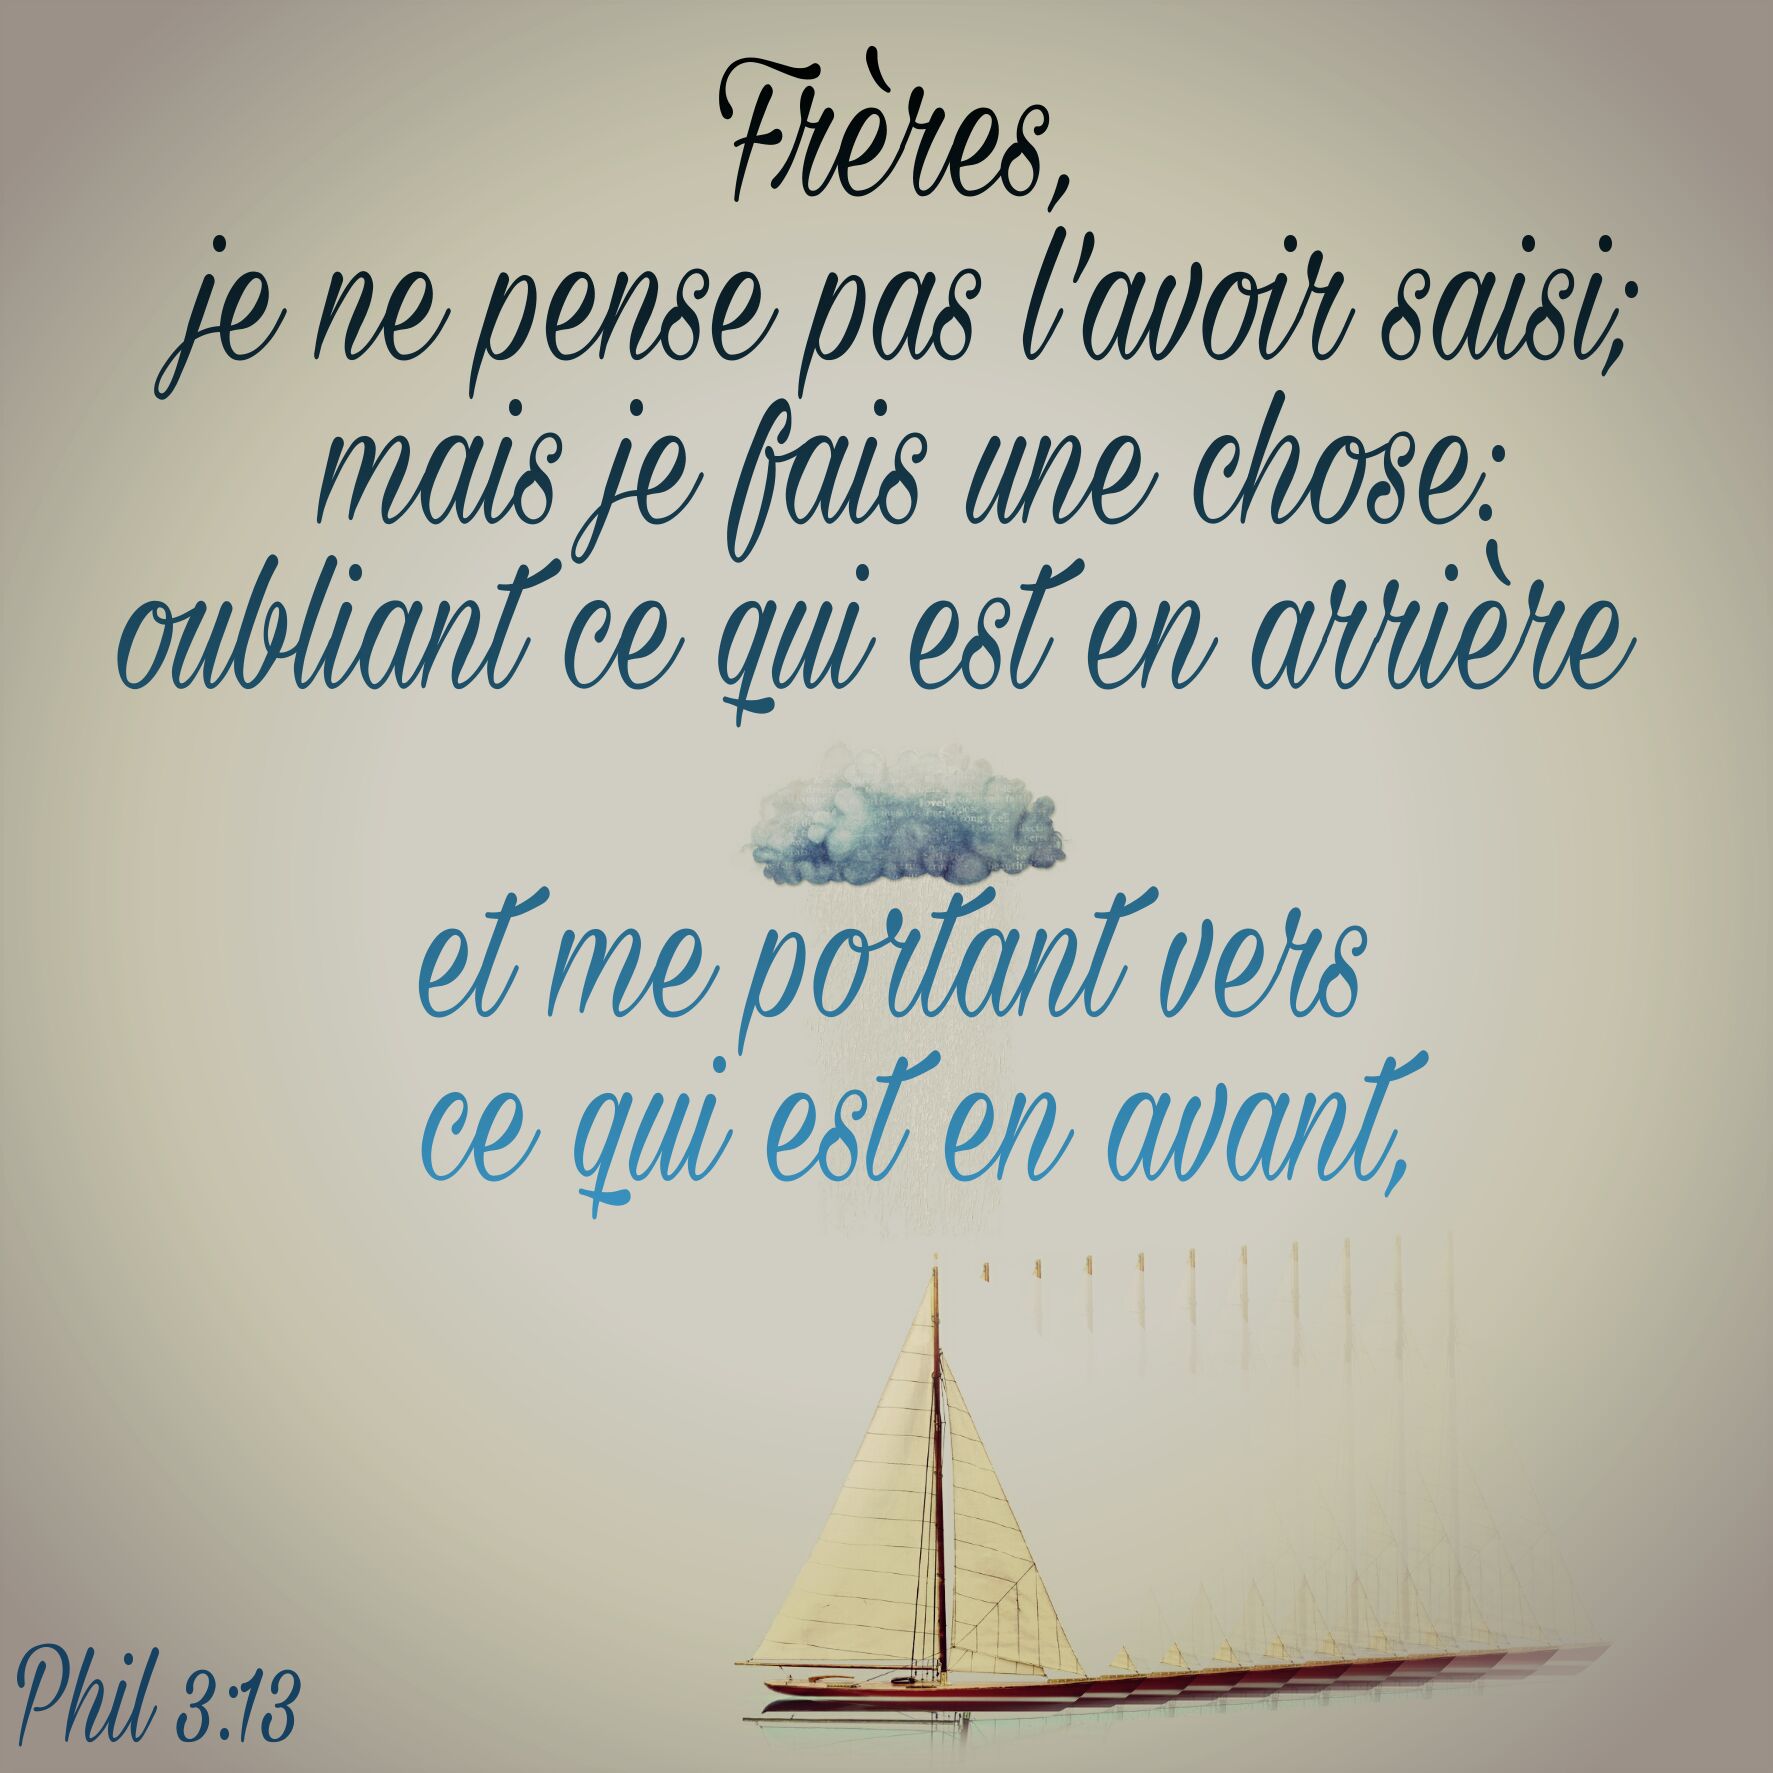 Frères,
je ne pense pas l'avoir saisi;
mais je fais une chose:
oubliant ce qui est en arrière
et me portant vers
ce qui est en avant,
Phil 3:13